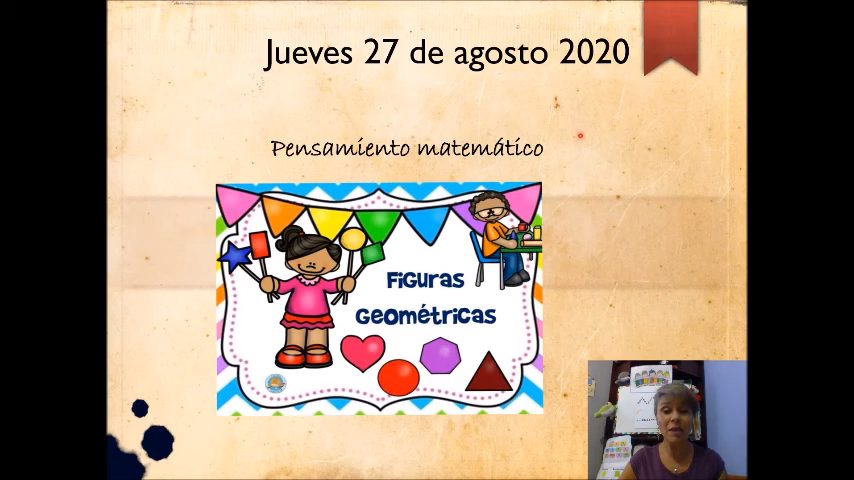 Jueves 27 de agosto 2020
Pensamiento matemático
Figuras
Geométricas